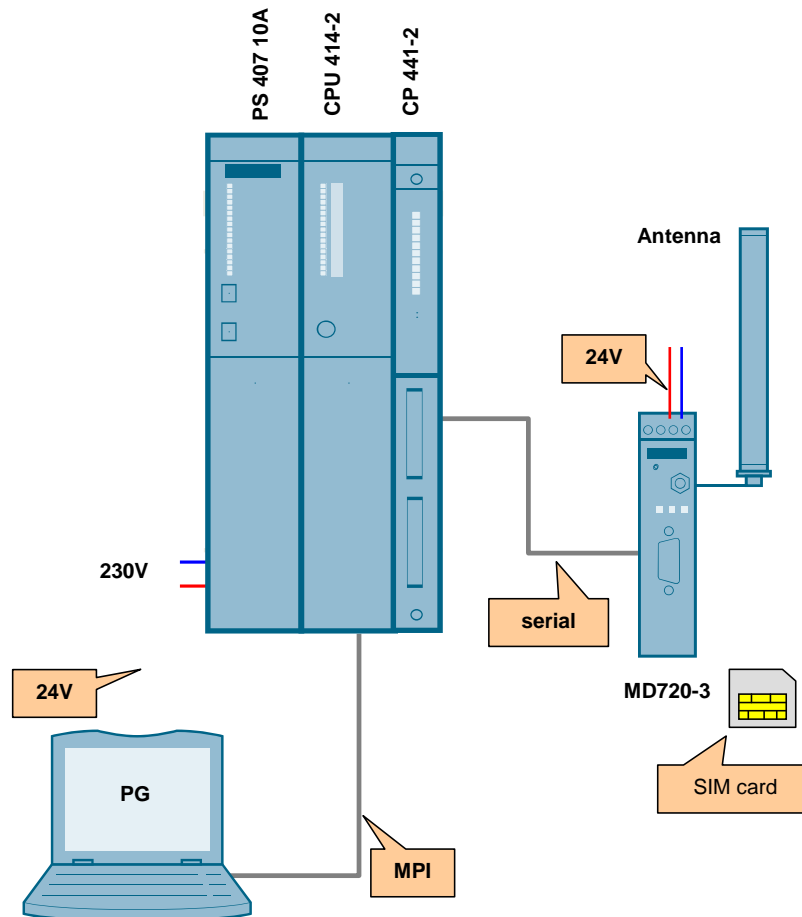 PS 407 10A
CPU 414-2
CP 441-2
Antenna
24V
230V
serial
24V
MD720-3
PG
SIM card
MPI